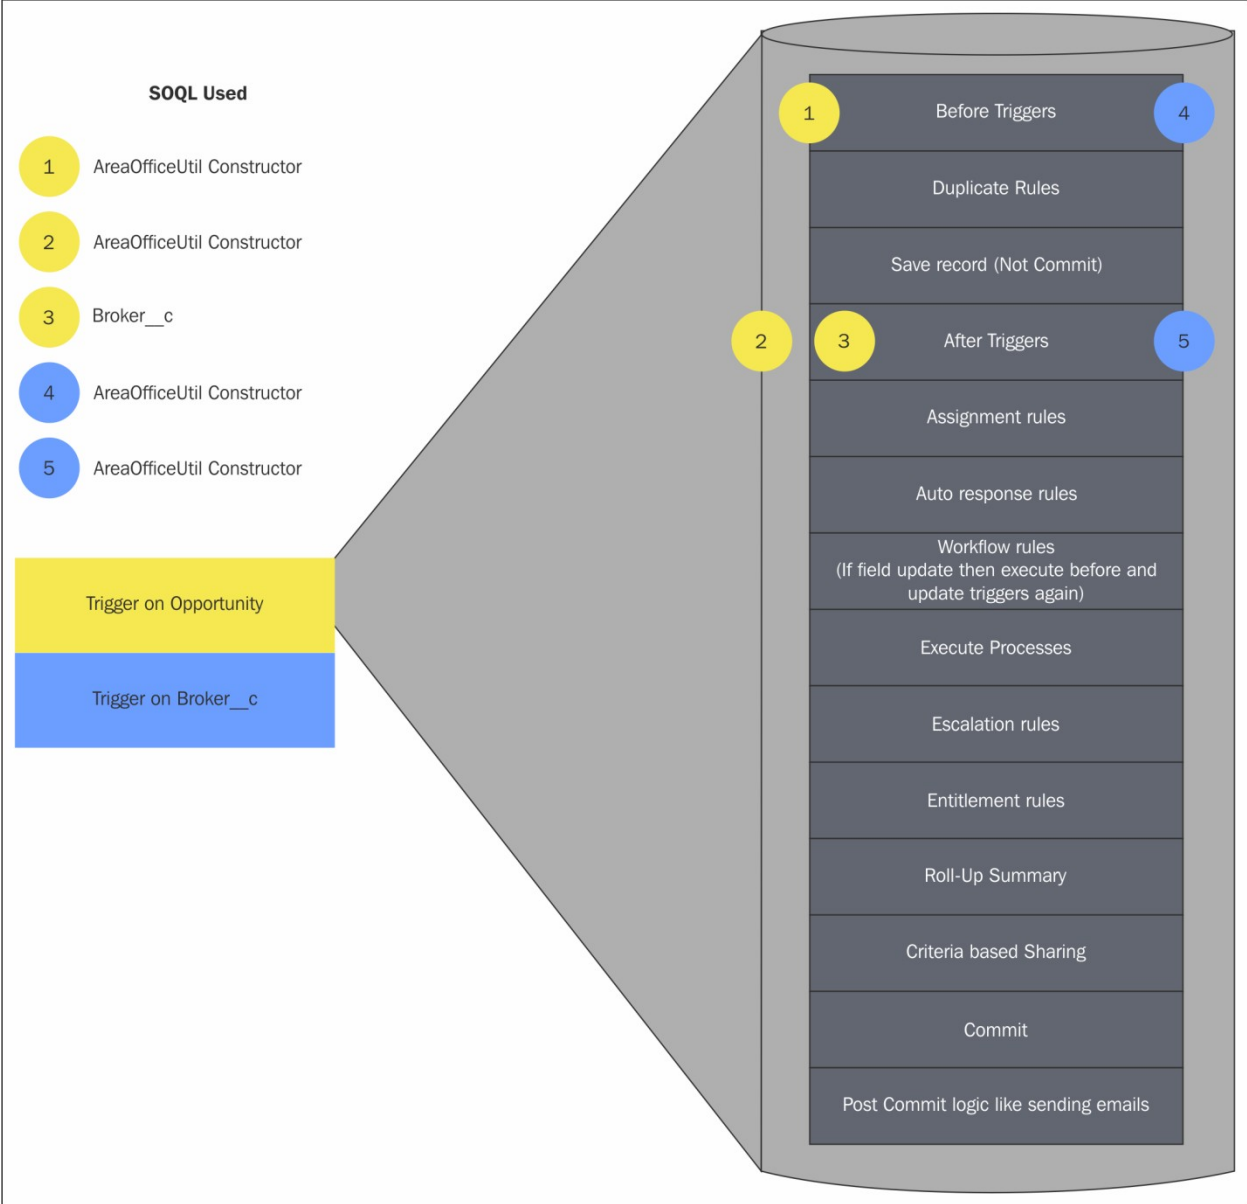 SOQL Used
1 AreaOfficeUtil Constructor
2 AreaOfficeUtil Constructor
3 Broker__c
4 AreaOfficeUtil Constructor
5 AreaOfficeUtil Constructor
Trigger on Opportunity
Trigger on Broker__c
1 Before Triggers 4
Duplicate Rules
Save record (Not Commit)
2 3 After Triggers 5
Assignment rules
Auto response rules
Workflow rules
(If field update then execute before and
update triggers again)
Execute Processes
Escalation rules
Entitlement rules
Roll-Up Summary
Criteria based Sharing
Commit
Post Commit logic like sending emails